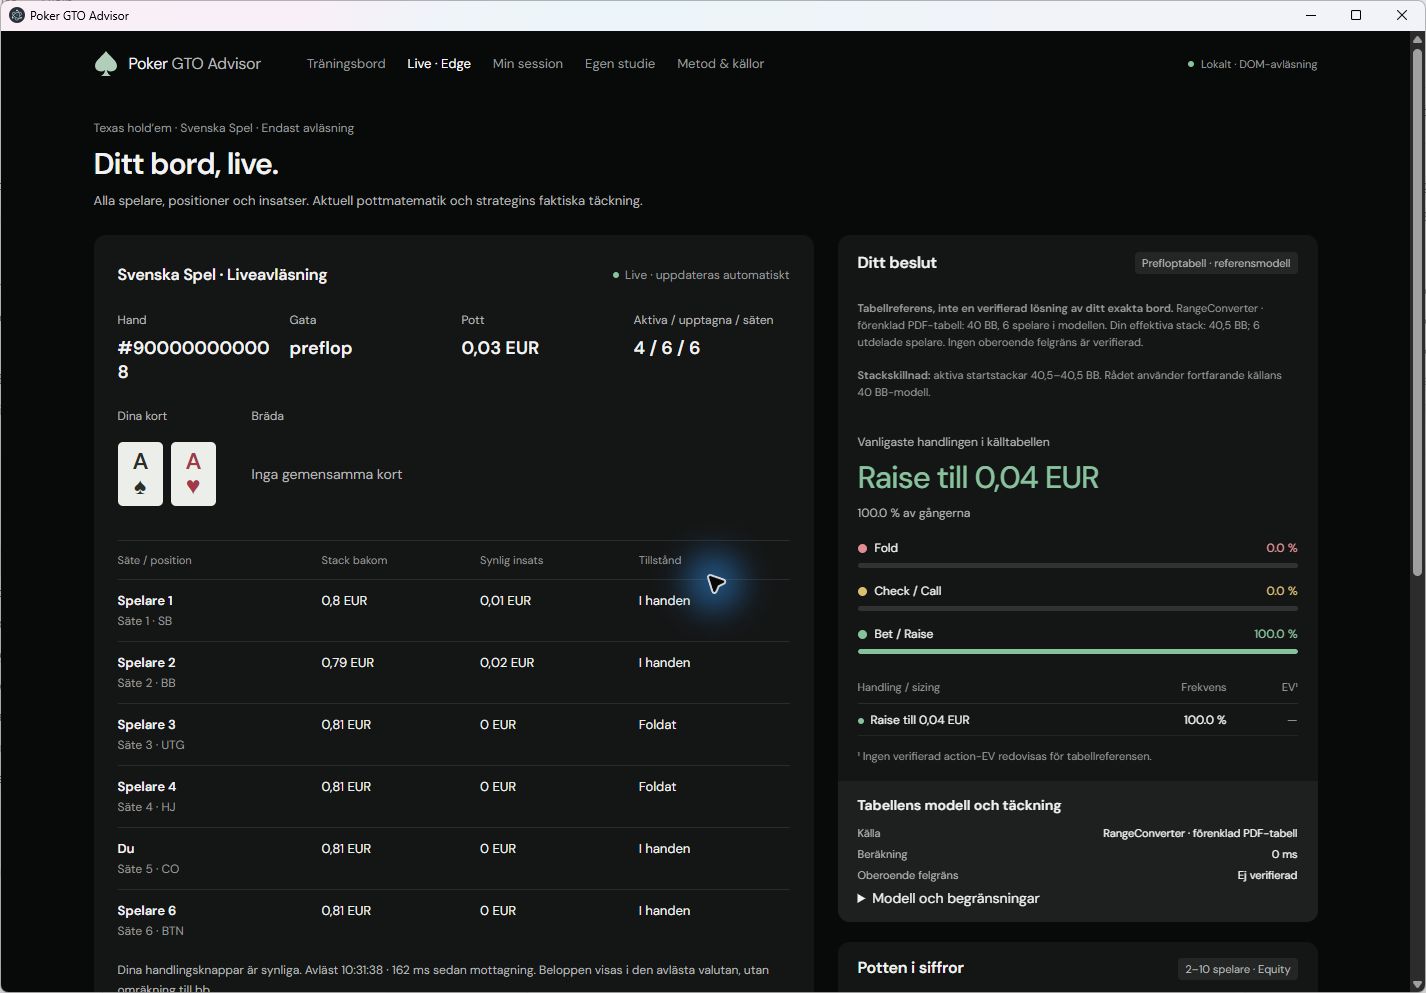 Poker GTO Advisor
Poker GTO Advisor
Träningsbord
Live · Edge
Min session
Egen studie
Metod & källor
Lokalt · DOM-avläsning
Texas hold'em · Svenska Spel · Endast avläsning
Ditt bord, live.
Alla spelare, positioner och insatser. Aktuell pottmatematik och strategins faktiska täckning.
Svenska Spel · Liveavläsning
Live · uppdateras automatiskt
Hand
Gata
Pott
Aktiva / upptagna / säten
#90000000000
8
preflop
0,03 EUR
4 / 6 / 6
Dina kort
Bräda
A
♠
A
♥
Inga gemensamma kort
Säte / position
Stack bakom
Synlig insats
Tillstånd
Spelare 1
0,8 EUR
0,01 EUR
I handen
Säte 1 · SB
Spelare 2
0,79 EUR
0,02 EUR
I handen
Säte 2 · BB
Spelare 3
0,81 EUR
0 EUR
Foldat
Säte 3 · UTG
Spelare 4
0,81 EUR
0 EUR
Foldat
Säte 4 · HJ
Du
0,81 EUR
0 EUR
I handen
Säte 5 · CO
Spelare 6
0,81 EUR
0 EUR
I handen
Säte 6 · BTN
Dina handlingsknappar är synliga. Avläst 10:31:38 · 162 ms sedan mottagning. Beloppen visas i den avlästa valutan, utan
omräkning till bb.
Ditt beslut
Prefloptabell · referensmodell
Tabellreferens, inte en verifierad lösning av ditt exakta bord. RangeConverter ·
förenklad PDF-tabell: 40 BB, 6 spelare i modellen. Din effektiva stack: 40,5 BB; 6
utdelade spelare. Ingen oberoende felgräns är verifierad.
Stackskillnad: aktiva startstackar 40,5–40,5 BB. Rådet använder fortfarande källans
40 BB-modell.
Vanligaste handlingen i källtabellen
Raise till 0,04 EUR
100.0 % av gångerna
Fold
0.0 %
Check / Call
0.0 %
Bet / Raise
100.0 %
Handling / sizing
Frekvens
EV¹
Raise till 0,04 EUR
100.0 %
—
¹ Ingen verifierad action-EV redovisas för tabellreferensen.
Tabellens modell och täckning
Källa
RangeConverter · förenklad PDF-tabell
Beräkning
0 ms
Oberoende felgräns
Ej verifierad
▶ Modell och begränsningar
Potten i siffror
2–10 spelare · Equity